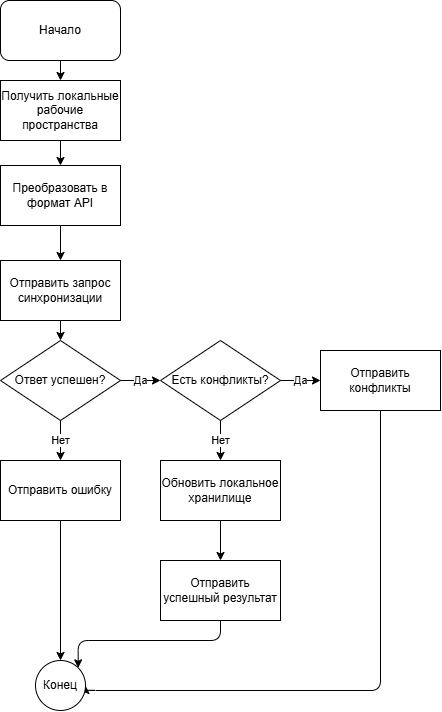 Начало
Получить локальные
рабочие
пространства
Преобразовать в
формат API
Отправить запрос
синхронизации
Ответ успешен?
Да
Есть конфликты?
Да
Отправить
конфликты
Нет
Нет
Отправить ошибку
Обновить локальное
хранилище
Отправить
успешный результат
Конец